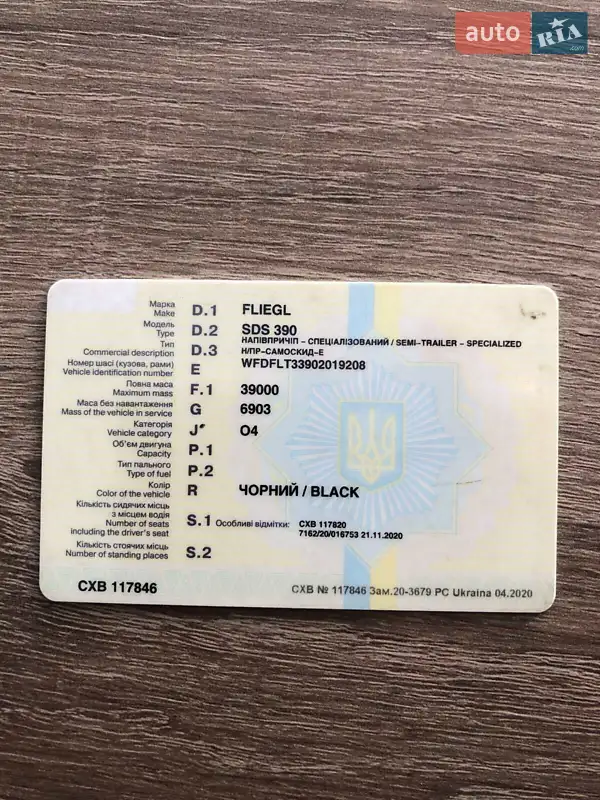 auto RIA .com
Марка
Make D.1 FLIEGL
Модель
Type D.2 SDS 390
Тип НАПІВПРИЧІП - СПЕЦІАЛІЗОВАНИЙ / SEMI-TRAILER - SPECIALIZED
Commercial description D.3 Н/ПР-САМОСКИД-Е
Номер шасі (кузова, рами)
Vehicle identification number E WFDFLT33902019208
Повна маса
Maximum mass F.1 39000
Маса без навантаження
Mass of the vehicle in service G 6903
Категорія
Vehicle category J O4
Об'єм двигуна
Capacity P.1
Тип пального
Type of fuel P.2
Колір
Color of the vehicle R ЧОРНИЙ / BLACK
Кількість сидячих місць
з місцем водія
Number of seats S.1 Особливі відмітки: СХВ 117820
including the driver's seat 7162/20/016753 21.11.2020
Кількість стоячих місць
Number of standing places S.2
СХВ 117846
СХВ № 117846 Зам.20-3679 РС Ukraina 04.2020